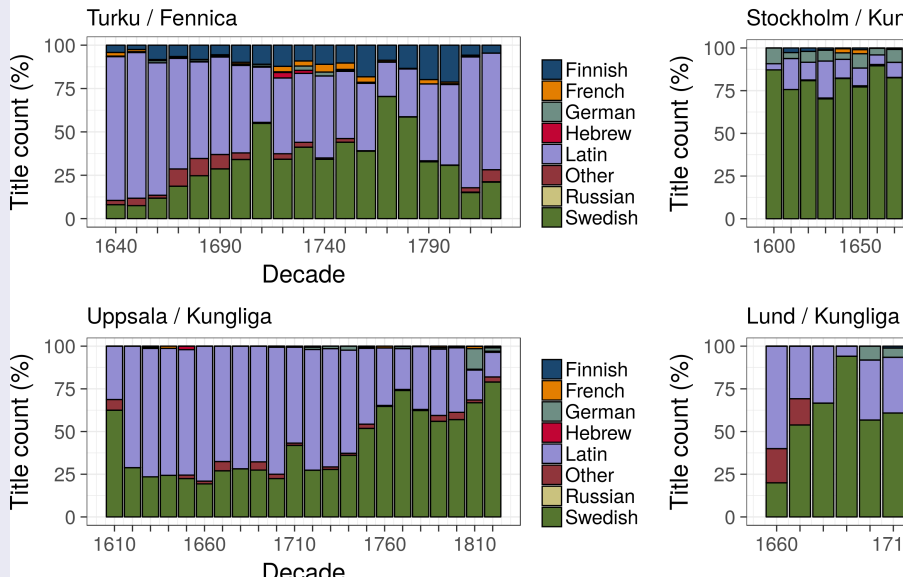 Turku / Fennica
Title count (%)
100
75
50
25
0
1640
1690
1740
1790
Decade
Finnish
French
German
Hebrew
Latin
Other
Russian
Swedish
Stockholm / Kun
Title count (%)
100
75
50
25
0
1600
1650
Uppsala / Kungliga
Title count (%)
100
75
50
25
0
1610
1660
1710
1760
1810
Decade
Finnish
French
German
Hebrew
Latin
Other
Russian
Swedish
Lund / Kungliga
Title count (%)
100
75
50
25
0
1660
171